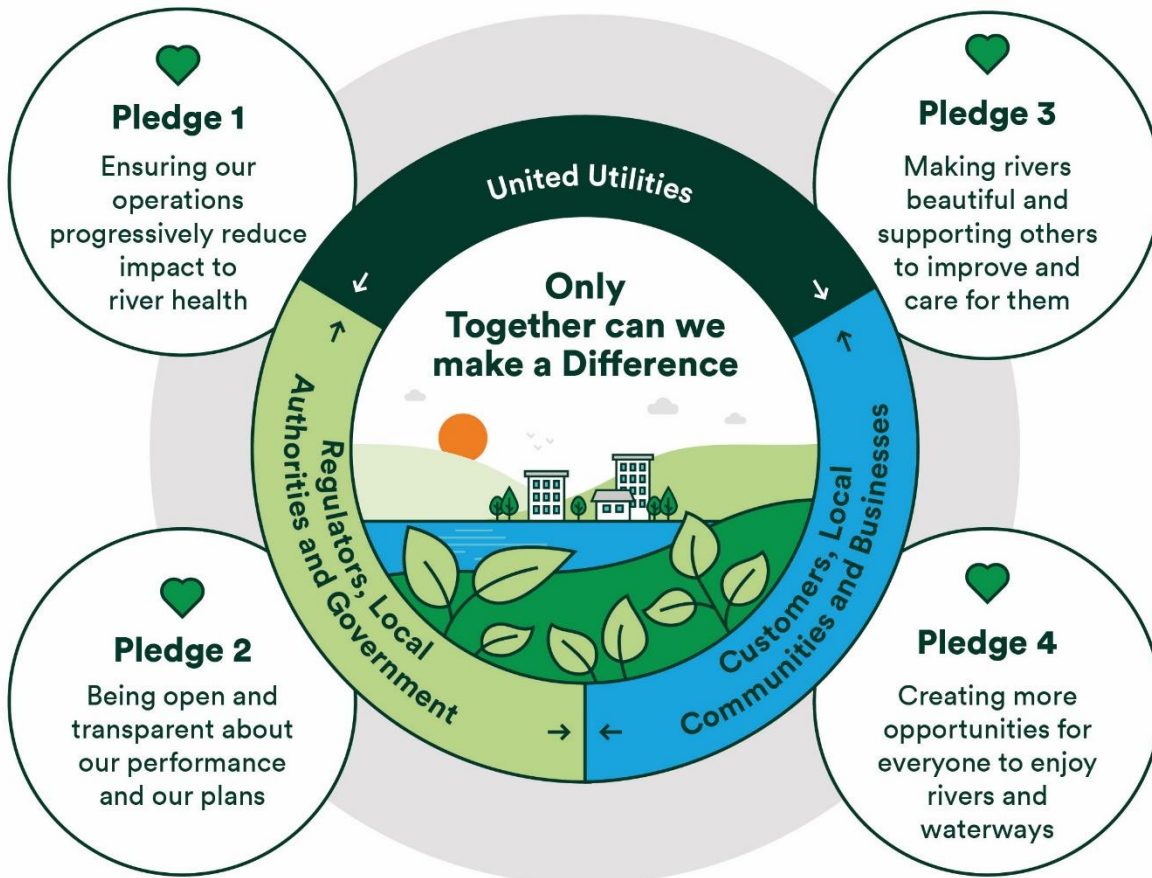 Pledge 1
Ensuring our
operations
progressively reduce
impact to
river health
Pledge 3
Making rivers
beautiful and
supporting others
to improve and
care for them
United Utilities
Only
Together can we
make a Difference
Regulators, Local
Authorities and Government
Customers, Local
Communities and Businesses
Pledge 2
Being open and
transparent about
our performance
and our plans
Pledge 4
Creating more
opportunities for
everyone to enjoy
rivers and
waterways